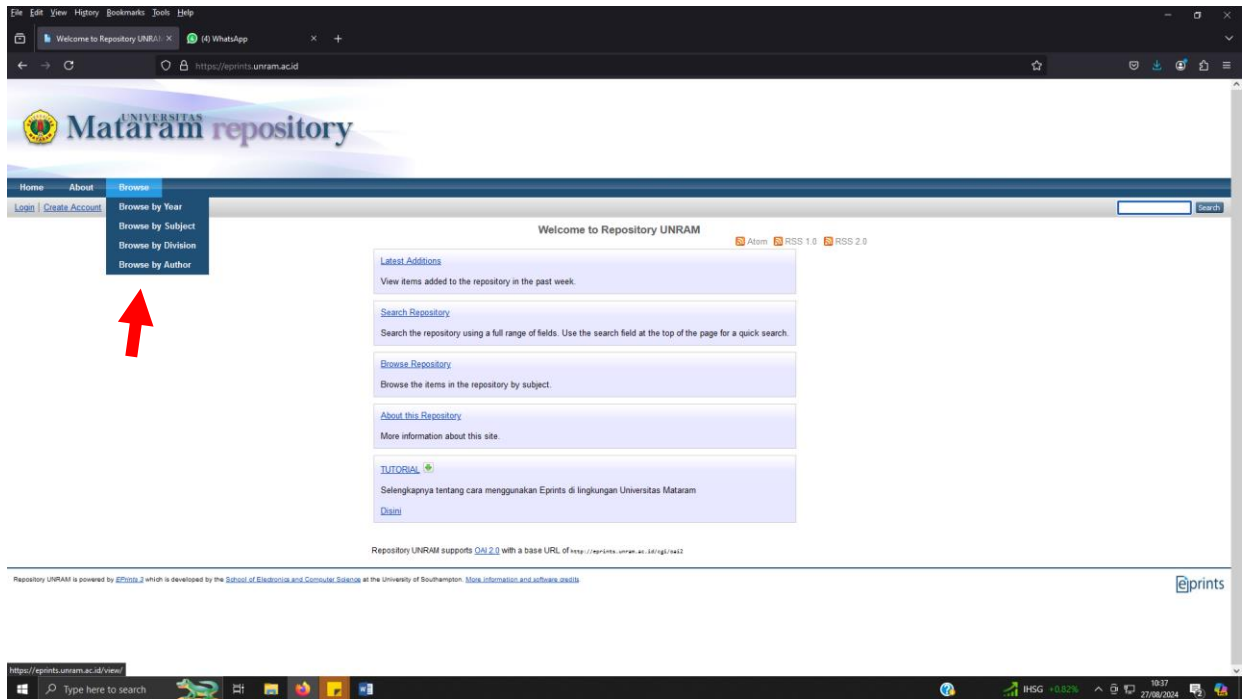 File Edit View History Bookmarks Tools Help
Welcome to Repository UNRAM
(4) WhatsApp
https://eprints.unram.ac.id
UNIVERSITAS
Mataram repository
Home About Browse
Login | Create Account
Browse by Year
Browse by Subject
Browse by Division
Browse by Author
Search
Welcome to Repository UNRAM
Atom RSS 1.0 RSS 2.0
Latest Additions
View items added to the repository in the past week.
Search Repository
Search the repository using a full range of fields. Use the search field at the top of the page for a quick search.
Browse Repository
Browse the items in the repository by subject.
About this Repository
More information about this site.
TUTORIAL
Selengkapnya tentang cara menggunakan Eprints di lingkungan Universitas Mataram
Disini
Repository UNRAM supports OAI 2.0 with a base URL of http://eprints.unram.ac.id/cgi/oai2
Repository UNRAM is powered by EPrints 3 which is developed by the School of Electronics and Computer Science at the University of Southampton. More information and software credits
eprints
https://eprints.unram.ac.id/view/
Type here to search
IHSG +0.82%
10:37
27/08/2024
2